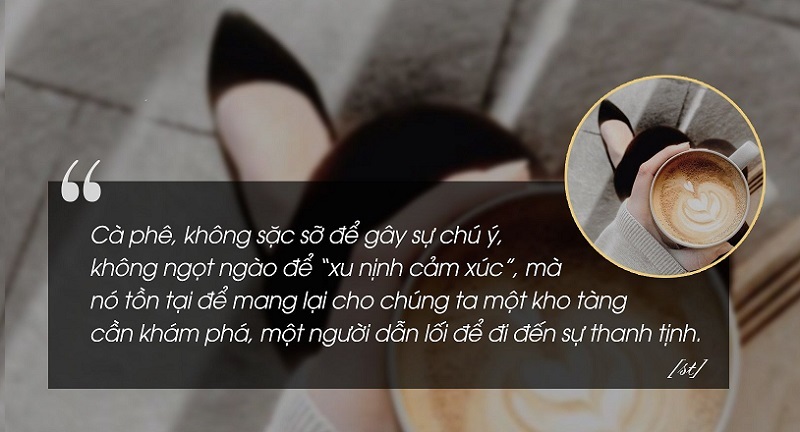 “
Cà phê, không sặc sỡ để gây sự chú ý,
không ngọt ngào để “xu nịnh cảm xúc”, mà
nó tồn tại để mang lại cho chúng ta một kho tàng
cần khám phá, một người dẫn lối để đi đến sự thanh tịnh.
[st]